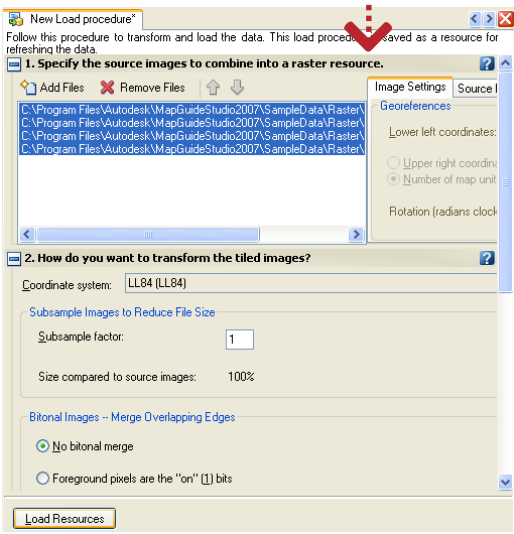 New Load procedure*
Follow this procedure to transform and load the data. This load proced saved as a resource for
refreshing the data.
1. Specify the source images to combine into a raster resource.
Add Files Remove Files
Image Settings Source
C:\Program Files\Autodesk\MapGuideStudio2007\SampleData\Raster\
C:\Program Files\Autodesk\MapGuideStudio2007\SampleData\Raster\
C:\Program Files\Autodesk\MapGuideStudio2007\SampleData\Raster\
C:\Program Files\Autodesk\MapGuideStudio2007\SampleData\Raster\
Georeferences
Lower left coordinates:
Upper right coordina
Number of map unit
Rotation (radians clock
2. How do you want to transform the tiled images?
Coordinate system: LL84 (LL84)
Subsample Images to Reduce File Size
Subsample factor: 1
Size compared to source images: 100%
Bitonal Images -- Merge Overlapping Edges
No bitonal merge
Foreground pixels are the "on" (1) bits
Load Resources